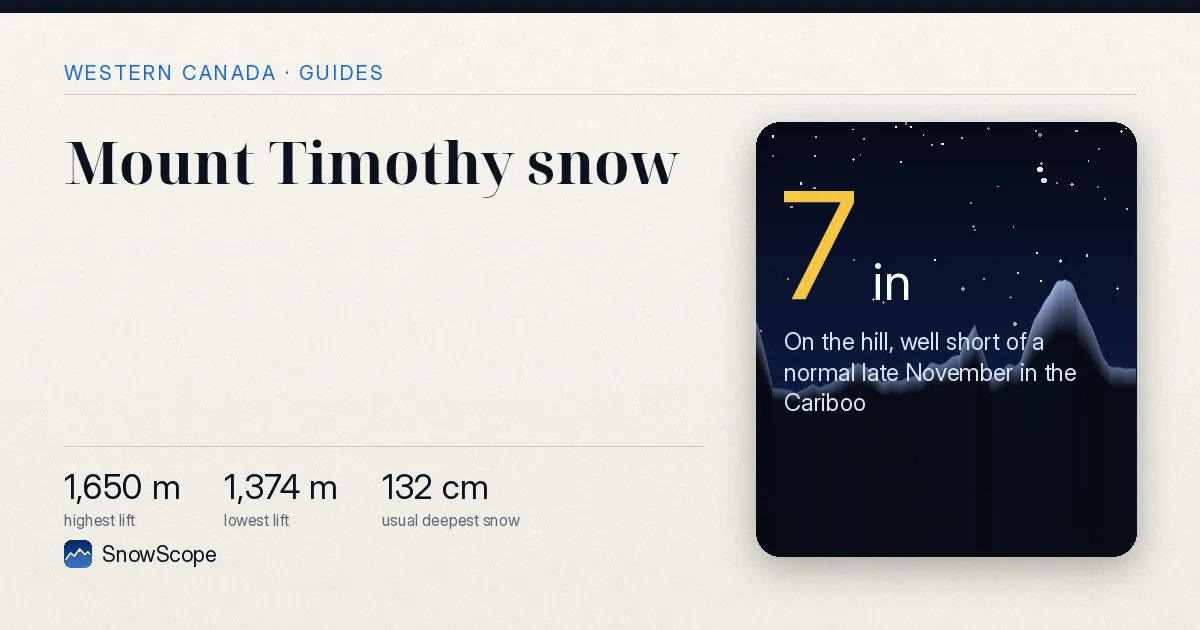 WESTERN CANADA · GUIDES
Mount Timothy snow
7 in
On the hill, well short of a
normal late November in the
Cariboo
1,650 m
highest lift
1,374 m
lowest lift
132 cm
usual deepest snow
SnowScope